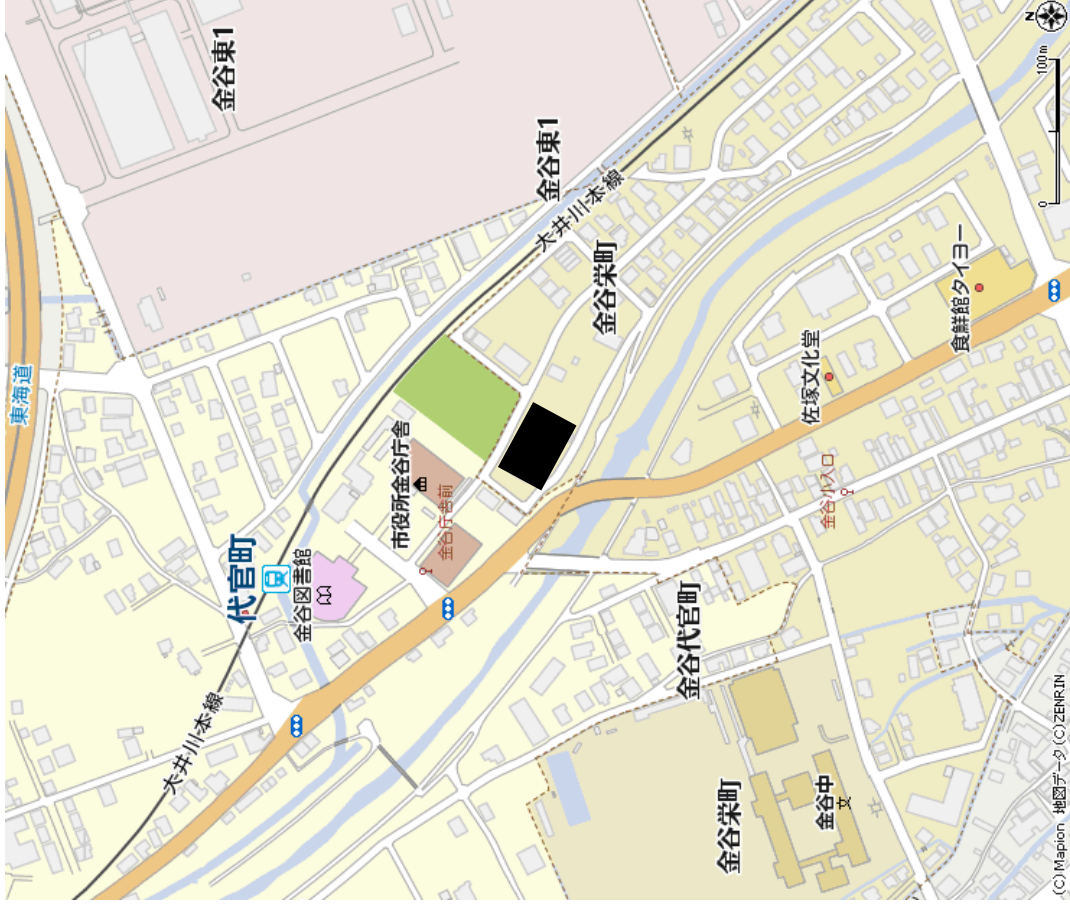 金谷東1
東海道
金谷東1
大井川本線
金谷栄町
市役所金谷庁舎
金谷庁舎前
代官町
金谷図書館
大井川本線
食鮮館タイヨー
佐塚文化堂
金谷小入口
金谷代官町
金谷栄町
金谷中
文
N
100m
0
(C) Mapion 地図データ (C)ZENRIN